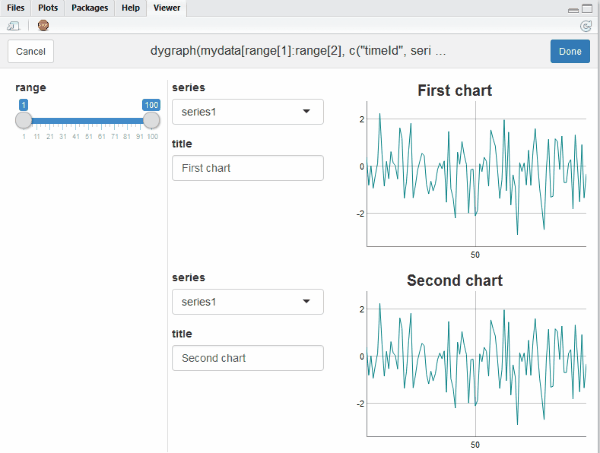 Files Plots Packages Help Viewer
Cancel dygraph(mydata[range[1]:range[2], c("timeId", seri ... Done
range
1 100
1 11 21 31 41 51 61 71 81 91 100
series
series1
title
First chart
First chart
2
0
-2
50
series
series1
title
Second chart
Second chart
2
0
-2
50